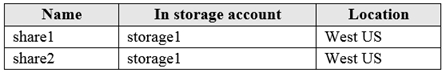 Name In storage account Location
share1 storage1 West US
share2 storage1 West US